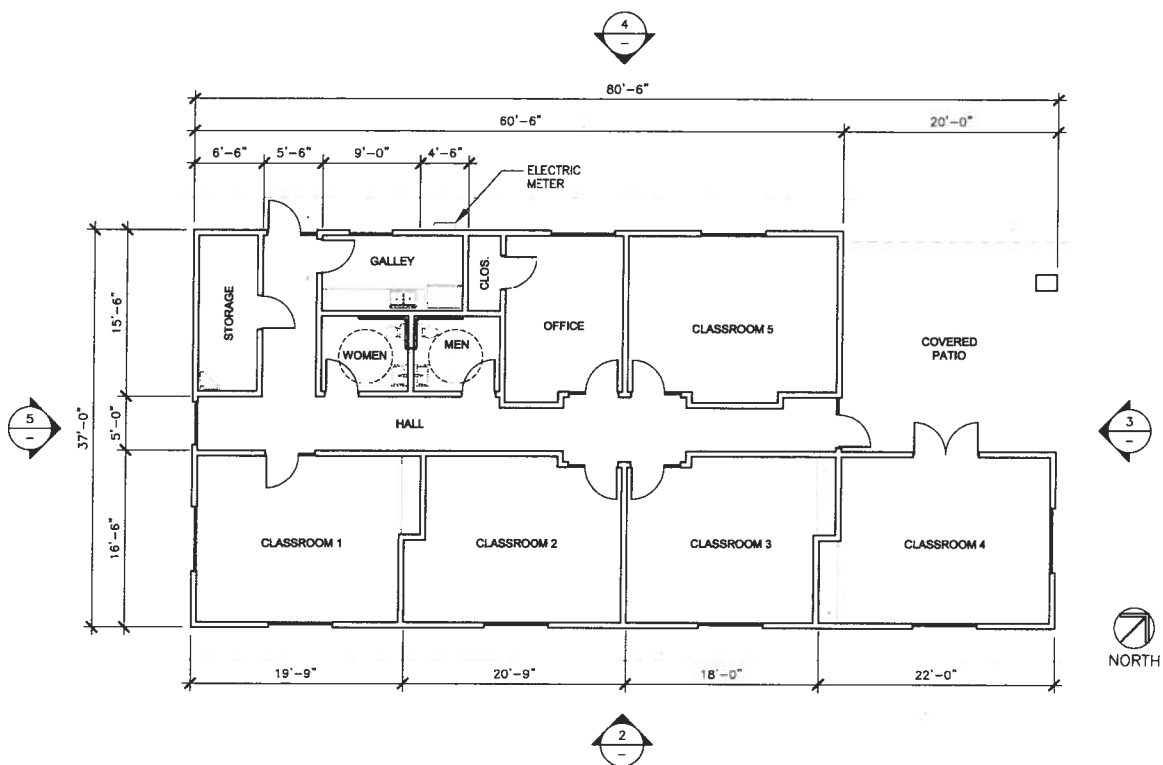 4
–
80'-6"
60'-6"
20'-0"
6'-6"
5'-6"
9'-0"
4'-6"
ELECTRIC
METER
GALLEY
CLOS.
STORAGE
OFFICE
CLASSROOM 5
COVERED
PATIO
WOMEN
MEN
15'-6"
37'-0"
5'-0"
16'-6"
HALL
5
–
3
–
CLASSROOM 1
CLASSROOM 2
CLASSROOM 3
CLASSROOM 4
NORTH
19'-9"
20'-9"
18'-0"
22'-0"
2
–